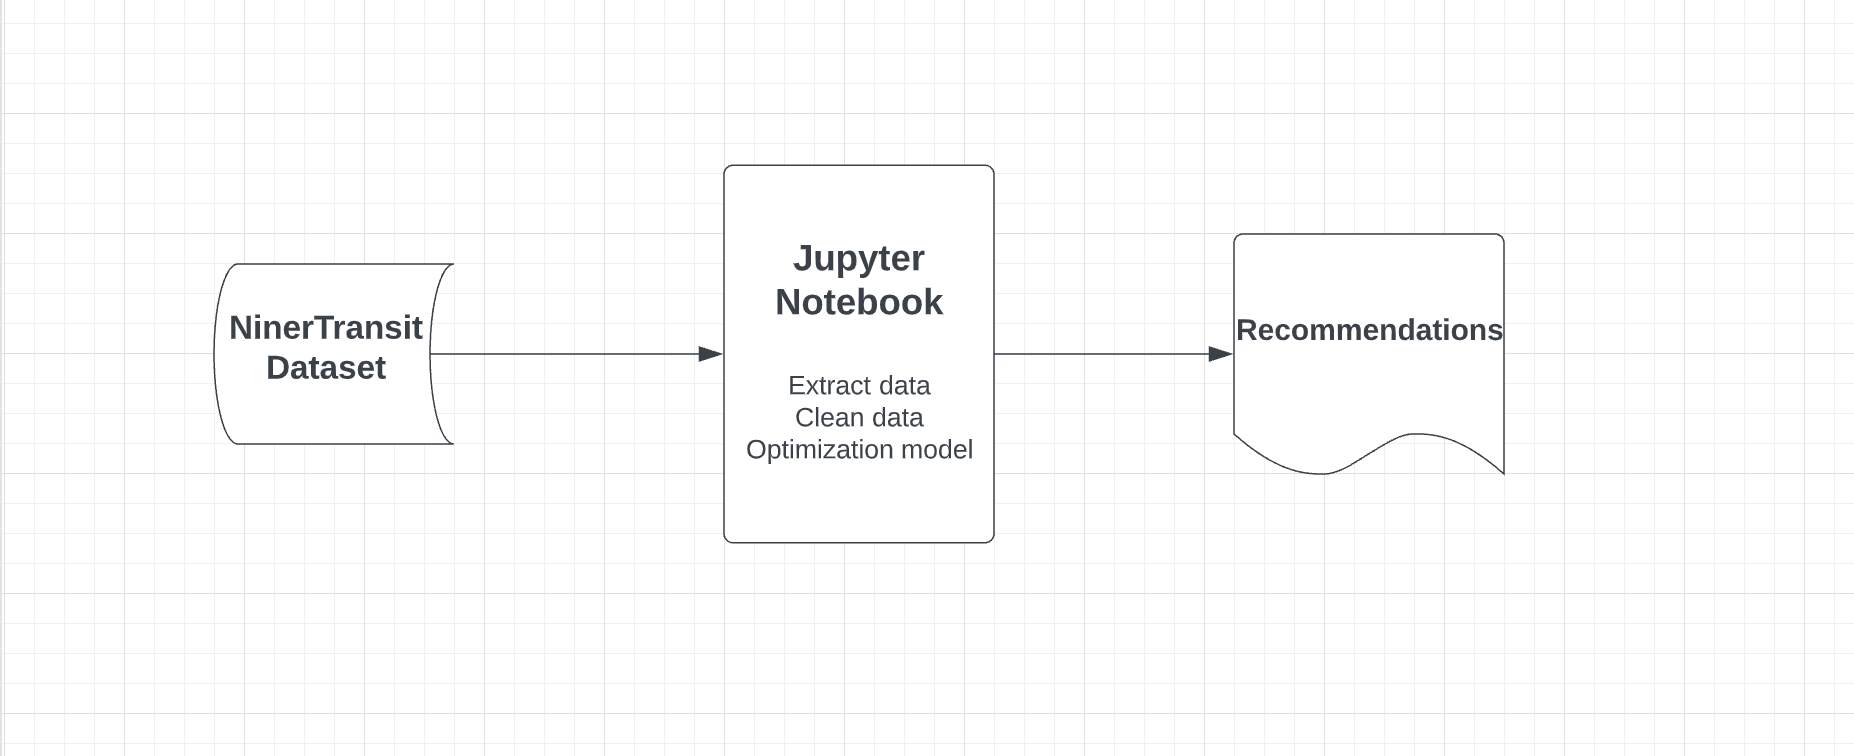 NinerTransit
Dataset
Jupyter
Notebook
Extract data
Clean data
Optimization model
Recommendations